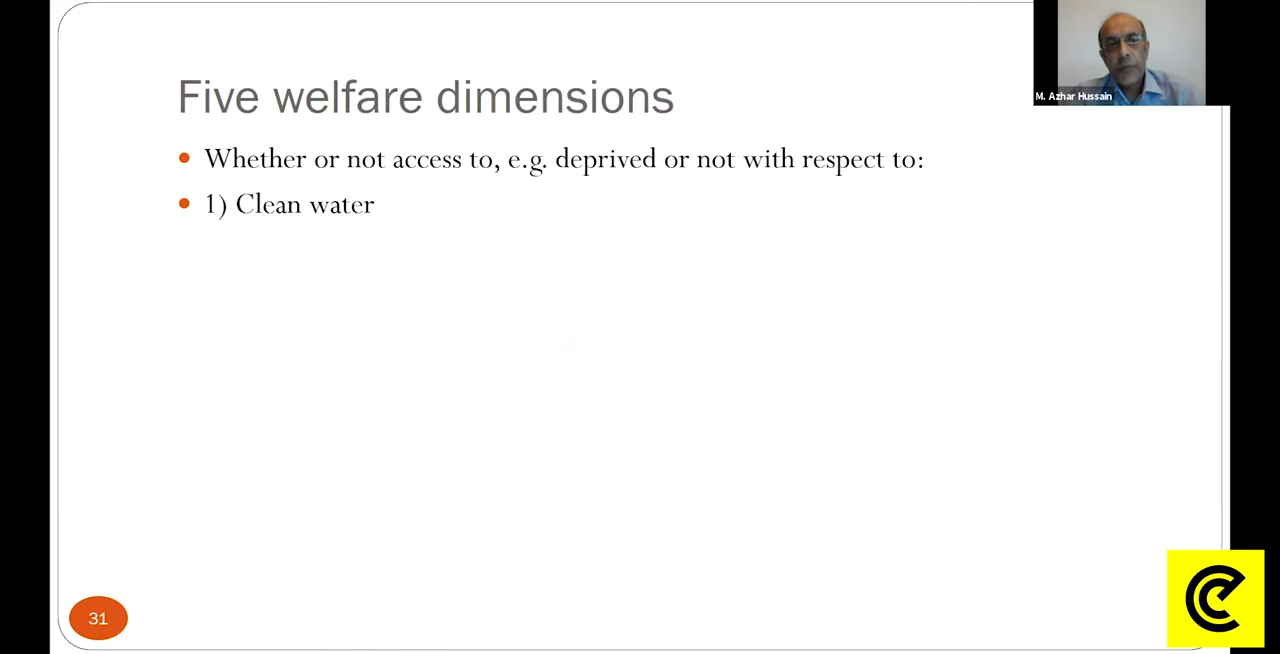 Five welfare dimensions
M. Azhar Hussain
Whether or not access to, e.g. deprived or not with respect to:
1) Clean water
31